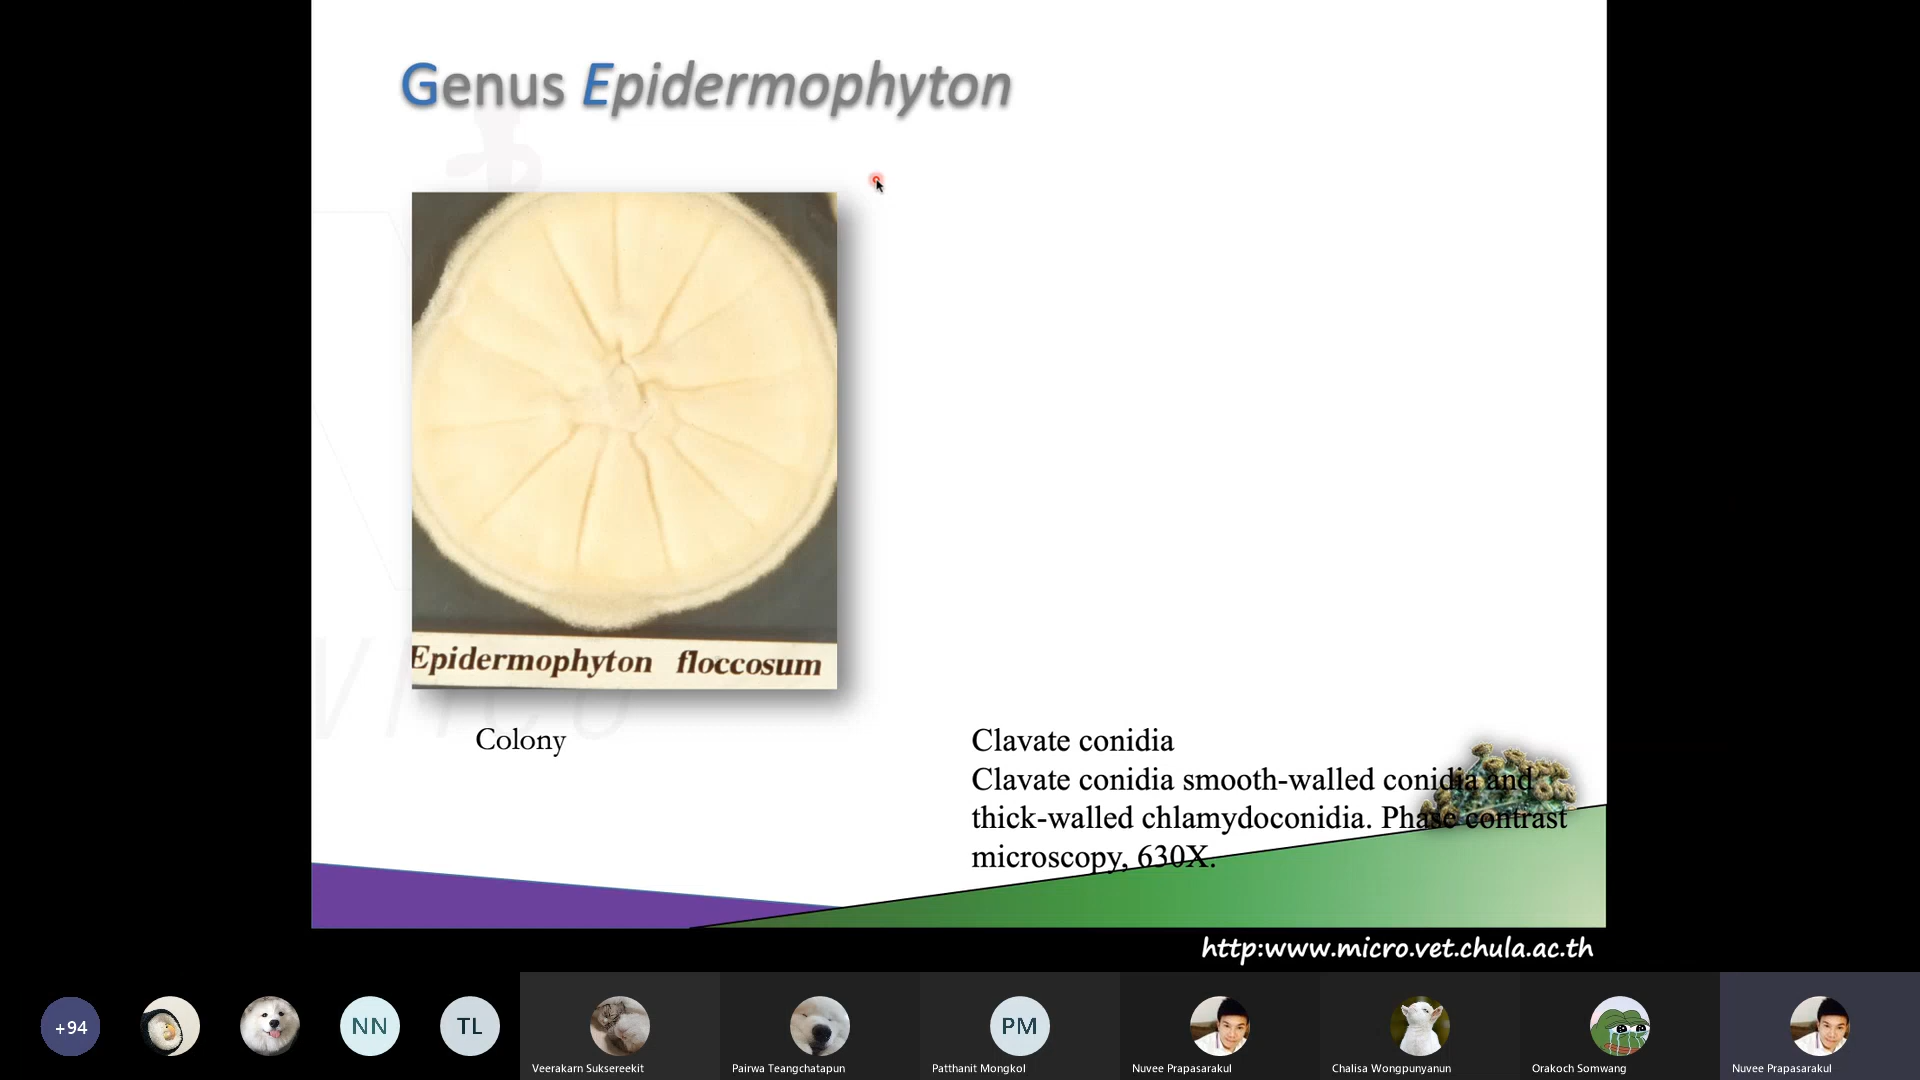 Genus Epidermophyton
Epidermophyton floccosum
Colony
Clavate conidia
Clavate conidia smooth-walled conidia and
thick-walled chlamydoconidia. Phase contrast
microscopy, 630X.
http:www.micro.vet.chula.ac.th
+94
NN
TL
PM
Veerakarn Suksereekit
Pairwa Teangchatapun
Patthanit Mongkol
Nuvee Prapasarakul
Chalisa Wongpunyanun
Orakoch Somwang
Nuvee Prapasarakul